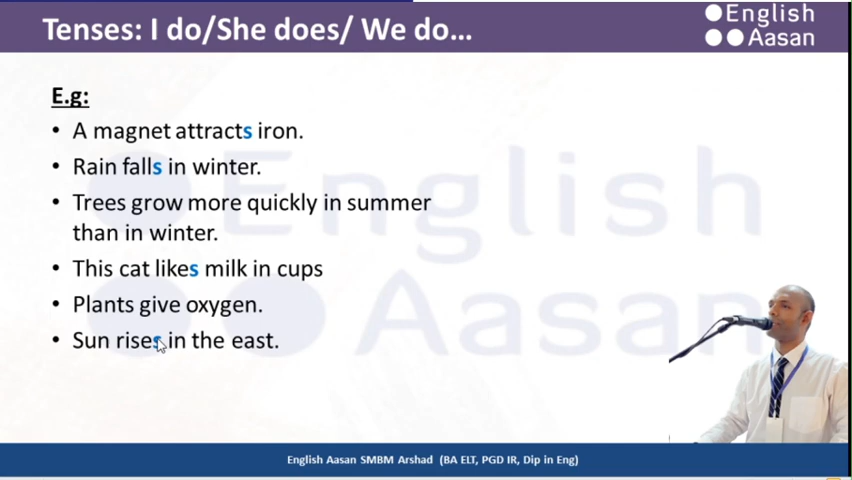 Tenses: I do/She does/ We do...
English
Aasan
E.g:
• A magnet attracts iron.
• Rain falls in winter.
• Trees grow more quickly in summer
than in winter.
• This cat likes milk in cups
• Plants give oxygen.
• Sun rises in the east.
English
Aasan
English Aasan SMBM Arshad (BA ELT, PGD IR, Dip in Eng)